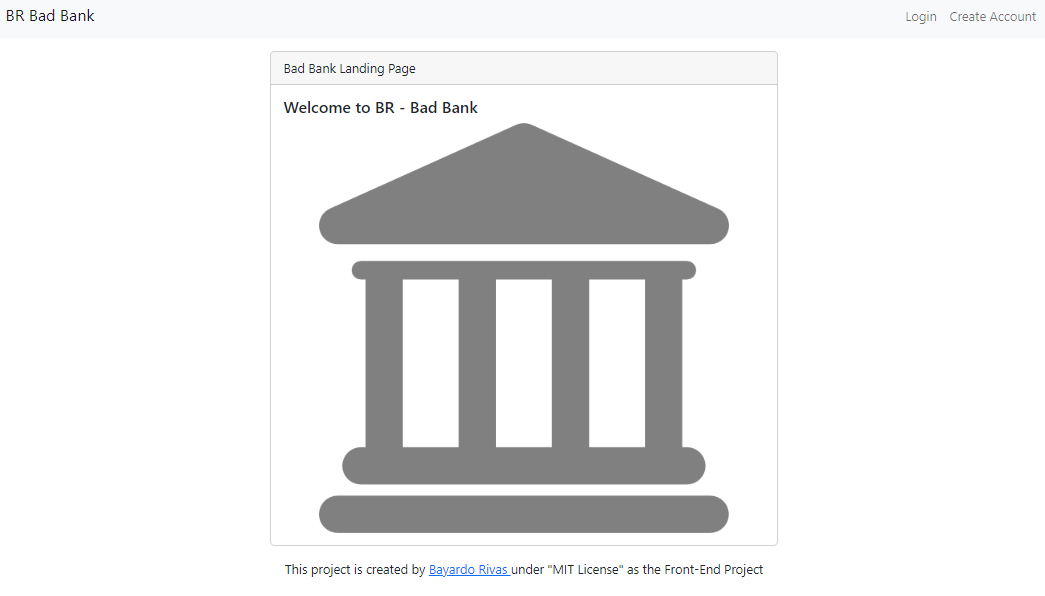 BR Bad Bank
Login Create Account
Bad Bank Landing Page
Welcome to BR - Bad Bank
This project is created by Bayardo Rivas under "MIT License" as the Front-End Project